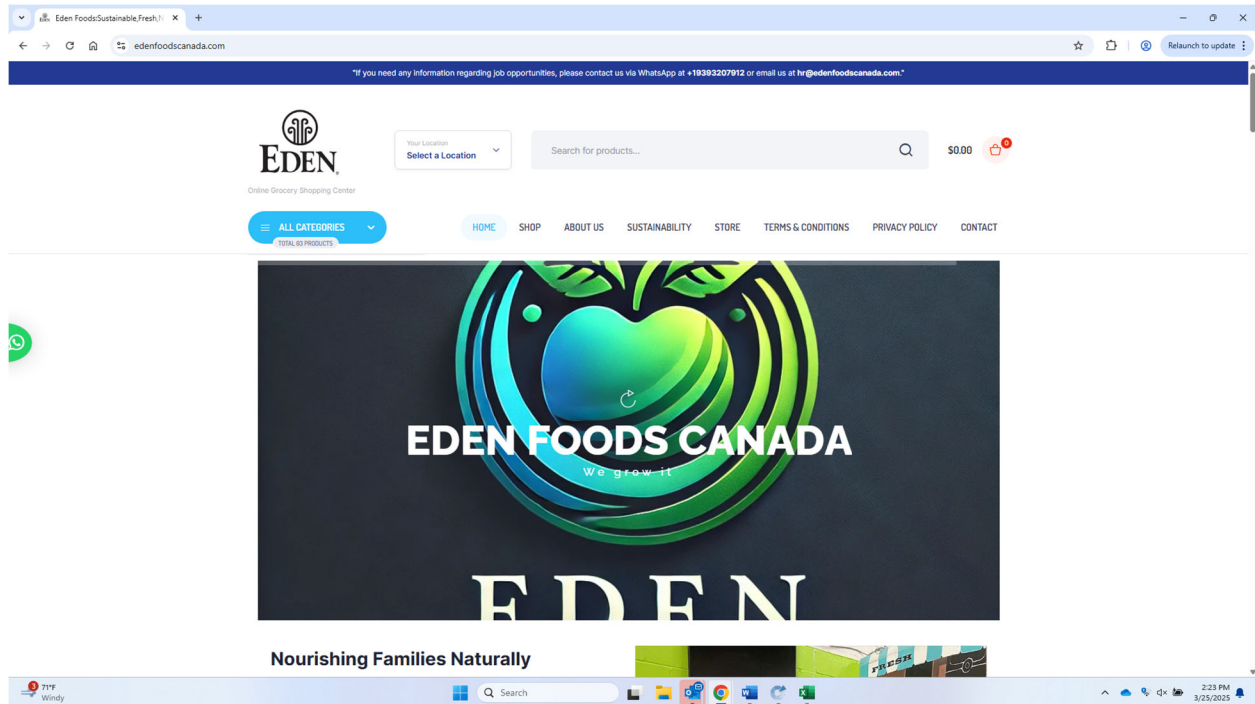 Eden Foods:Sustainable,Fresh,N
edenfoodscanada.com
Relaunch to update
"If you need any information regarding job opportunities, please contact us via WhatsApp at +19393207912 or email us at hr@edenfoodscanada.com."
EDEN®
Online Grocery Shopping Center
Your Location
Select a Location
Search for products...
$0.00
0
ALL CATEGORIES
TOTAL 63 PRODUCTS
HOME
SHOP
ABOUT US
SUSTAINABILITY
STORE
TERMS & CONDITIONS
PRIVACY POLICY
CONTACT
EDEN FOODS CANADA
We grow it
EDEN
Nourishing Families Naturally
FRESH
3
71°F
Windy
Search
2:23 PM
3/25/2025